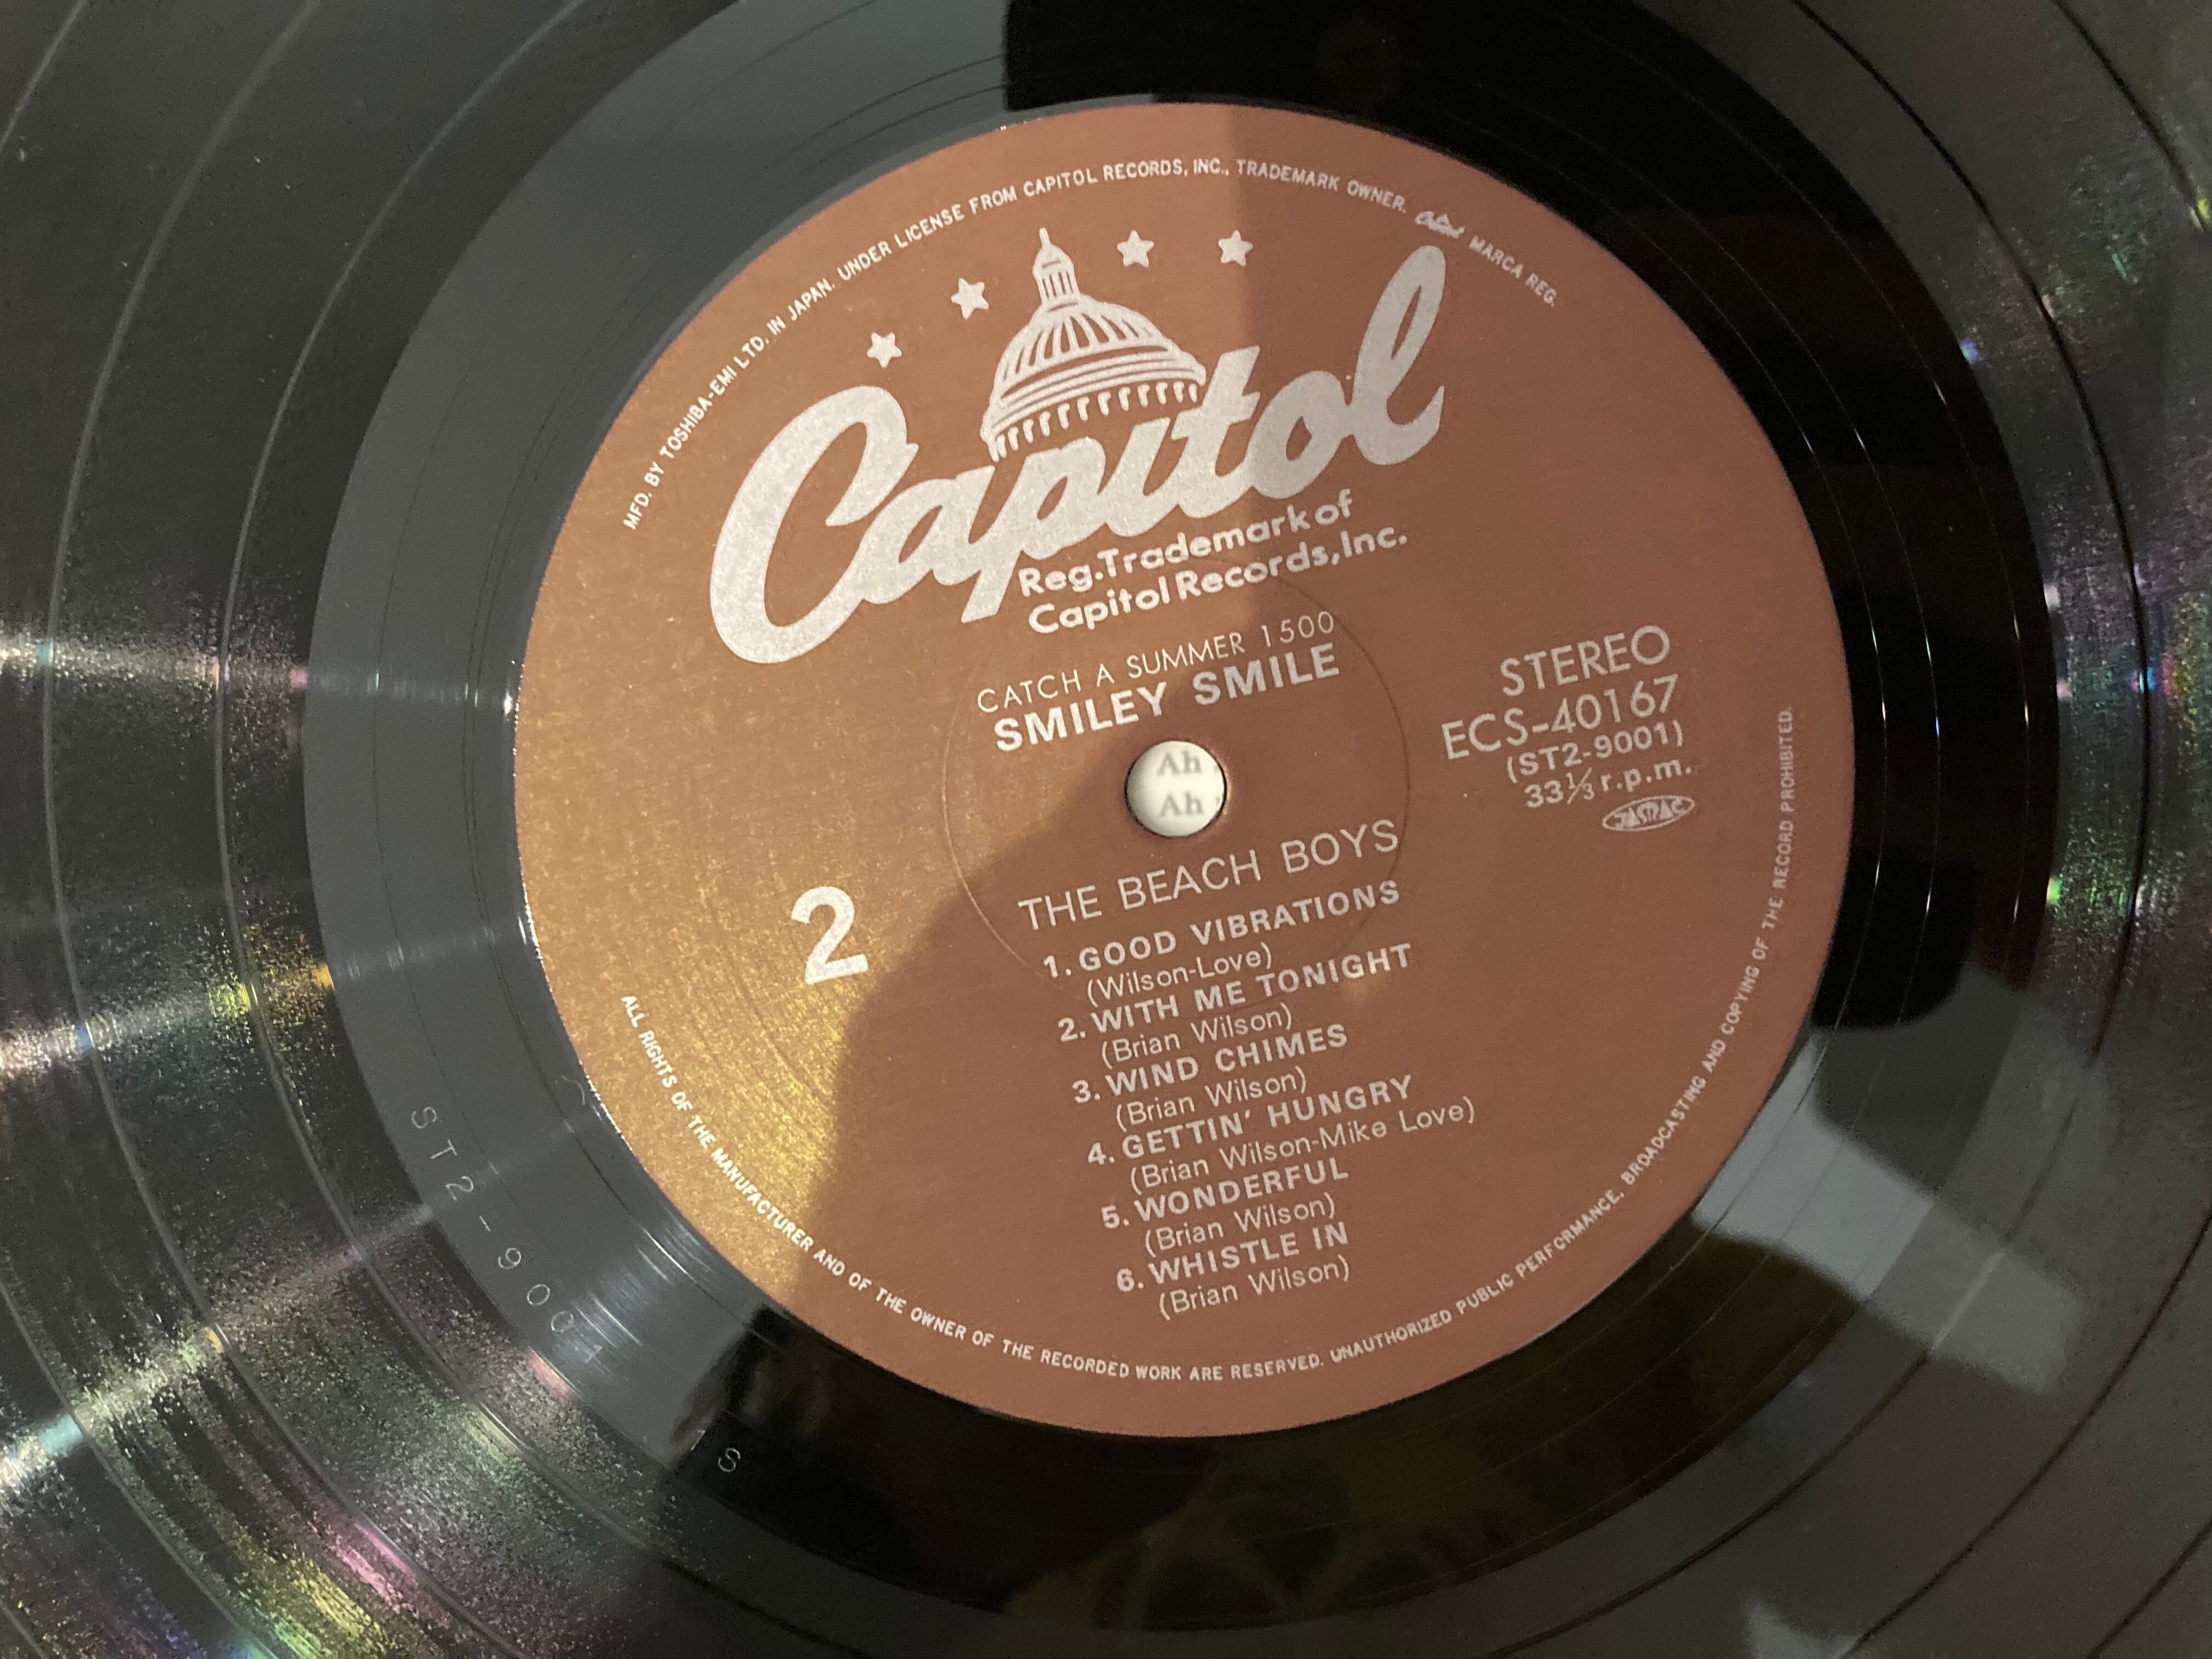 MFD. BY TOSHIBA-EMI LTD. IN JAPAN. UNDER LICENSE FROM CAPITOL RECORDS, INC., TRADEMARK OWNER. Capitol MARCA REG.
Capitol
Reg.Trademark of
Capitol Records,Inc.
CATCH A SUMMER 1500
SMILEY SMILE
STEREO
ECS-40167
(ST2-9001)
33⅓ r.p.m.
JASRAC
Ah
Ah
2
THE BEACH BOYS
1. GOOD VIBRATIONS
(Wilson-Love)
2. WITH ME TONIGHT
(Brian Wilson)
3. WIND CHIMES
(Brian Wilson)
4. GETTIN' HUNGRY
(Brian Wilson-Mike Love)
5. WONDERFUL
(Brian Wilson)
6. WHISTLE IN
(Brian Wilson)
ALL RIGHTS OF THE MANUFACTURER AND OF THE OWNER OF THE RECORDED WORK ARE RESERVED. UNAUTHORIZED PUBLIC PERFORMANCE, BROADCASTING AND COPYING OF THE RECORD PROHIBITED.
ST2-9001
S